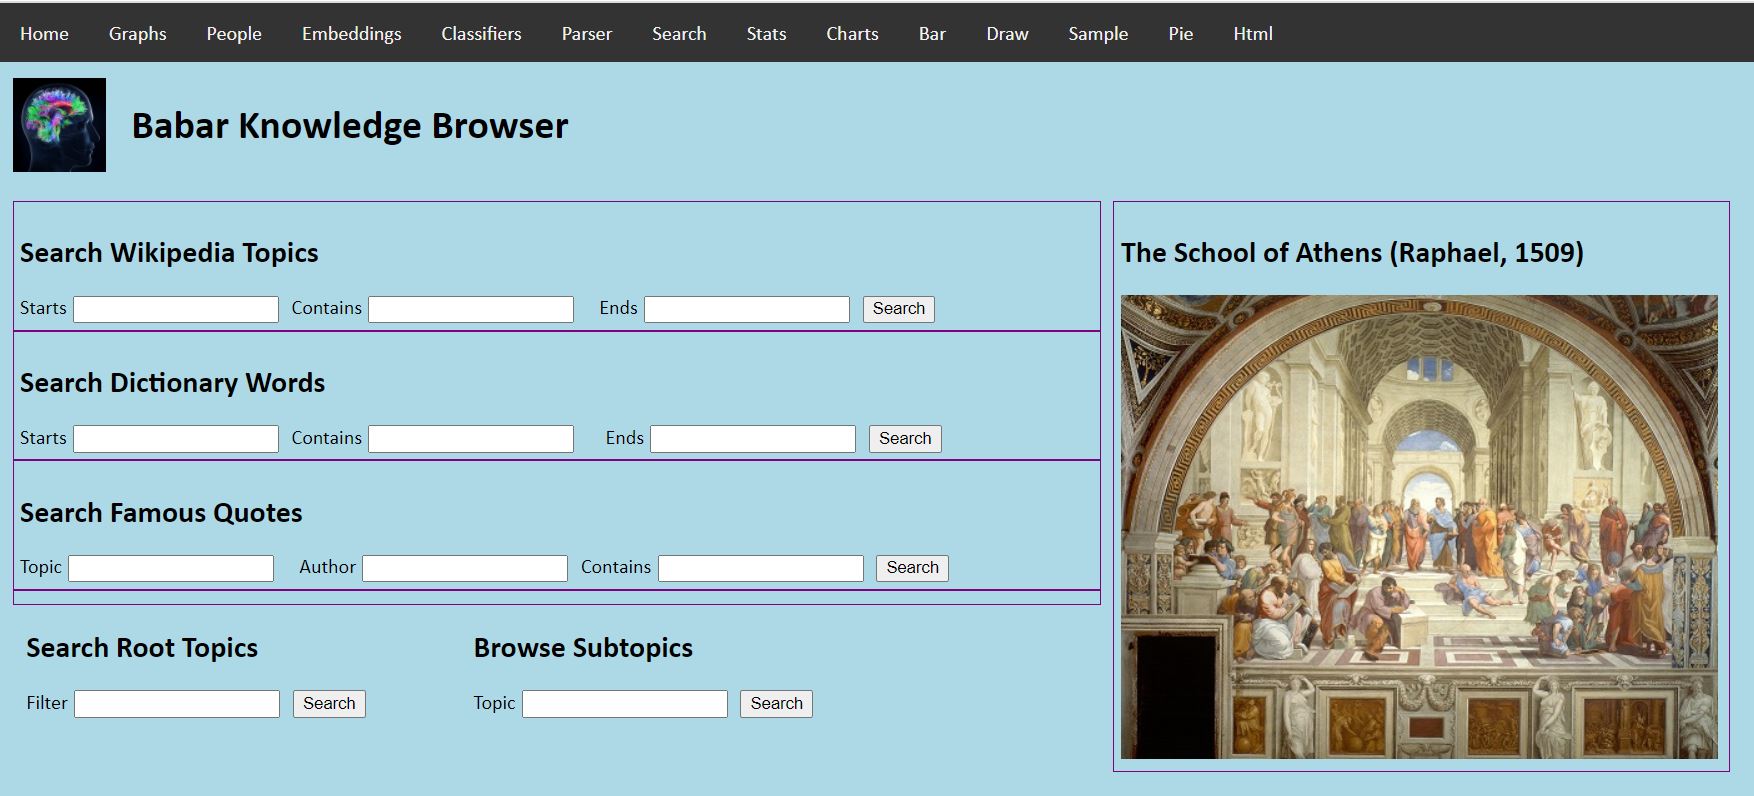 Home Graphs People Embeddings Classifiers Parser Search Stats Charts Bar Draw Sample Pie Html
Babar Knowledge Browser
Search Wikipedia Topics
Starts Contains Ends Search
Search Dictionary Words
Starts Contains Ends Search
Search Famous Quotes
Topic Author Contains Search
Search Root Topics
Filter Search
Browse Subtopics
Topic Search
The School of Athens (Raphael, 1509)